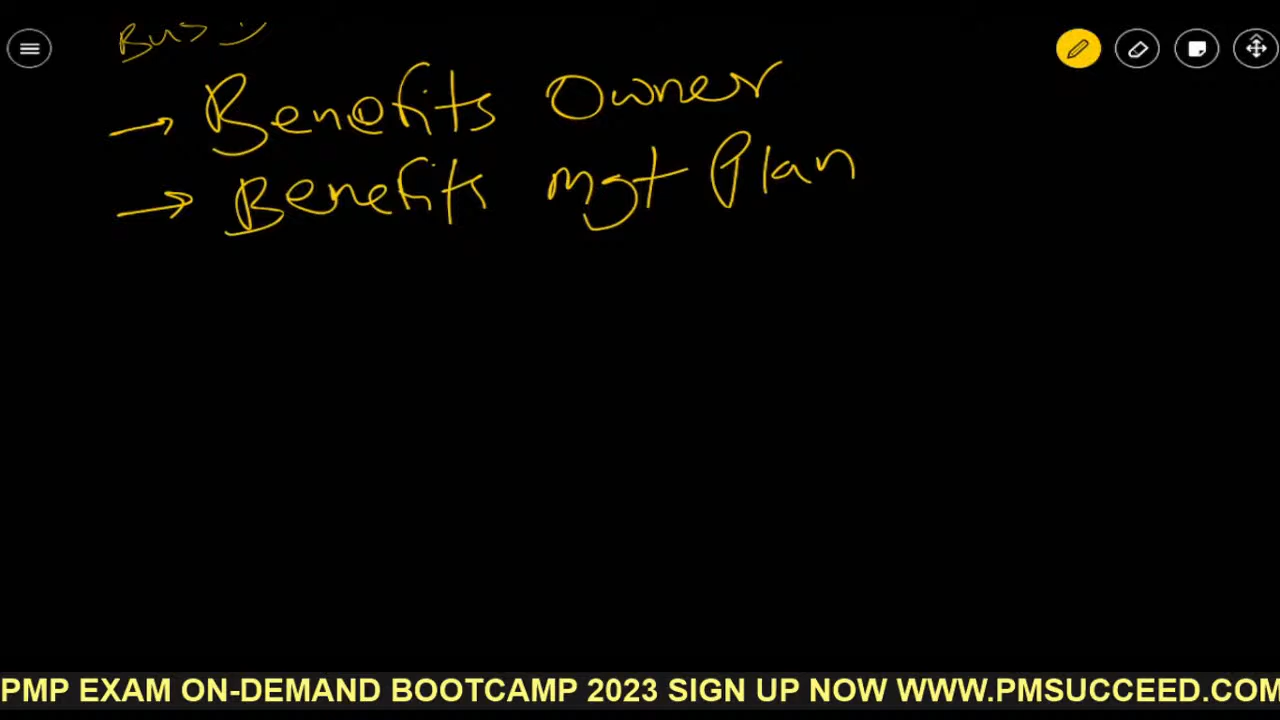 → Benefits Owner
→ Benefits mgt Plan
PMP EXAM ON-DEMAND BOOTCAMP 2023 SIGN UP NOW WWW.PMSUCCEED.COM